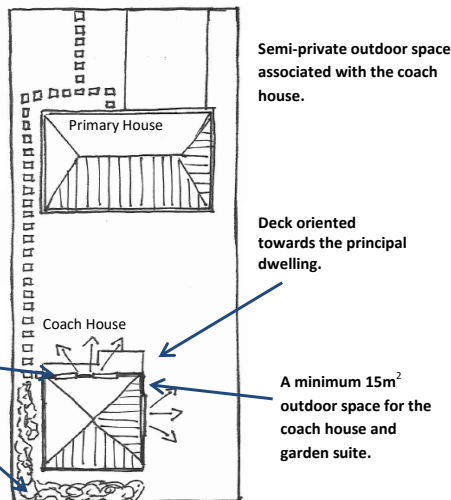 Semi-private outdoor space
associated with the coach
house.
Primary House
Deck oriented
towards the principal
dwelling.
Coach House
A minimum 15m²
outdoor space for the
coach house and
garden suite.